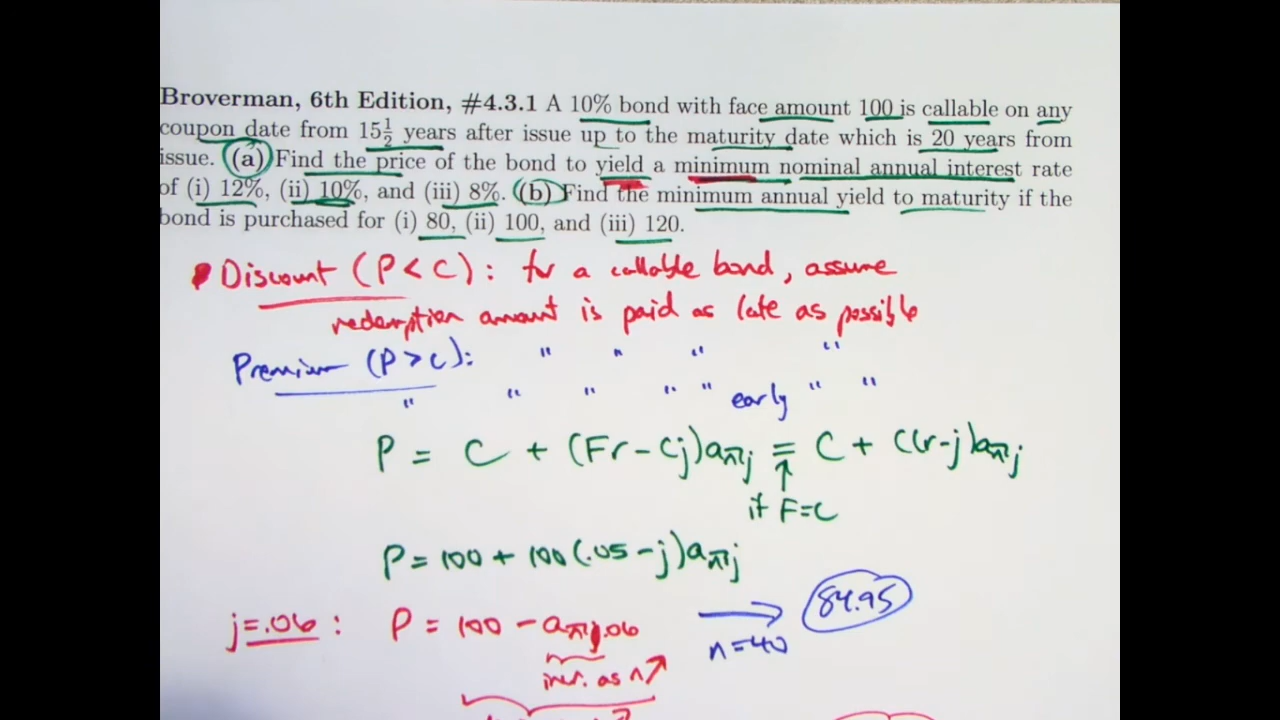 Broverman, 6th Edition, #4.3.1 A 10% bond with face amount 100 is callable on any
coupon date from 15½ years after issue up to the maturity date which is 20 years from
issue. (a) Find the price of the bond to yield a minimum nominal annual interest rate
of (i) 12%, (ii) 10%, and (iii) 8%. (b) Find the minimum annual yield to maturity if the
bond is purchased for (i) 80, (ii) 100, and (iii) 120.
Discount (P < C): for a callable bond, assume
redemption amount is paid as late as possible
Premium (P > C): " " " "
" " " " " early " "
P = C + (Fr - Cj)a_n̅|j = C + C(r-j)a_n̅|j
if F=C
P = 100 + 100(.05 - j)a_n̅|j
84.95
j=.06 : P = 100 - a_n̅|.06
n=40
incr. as n↗